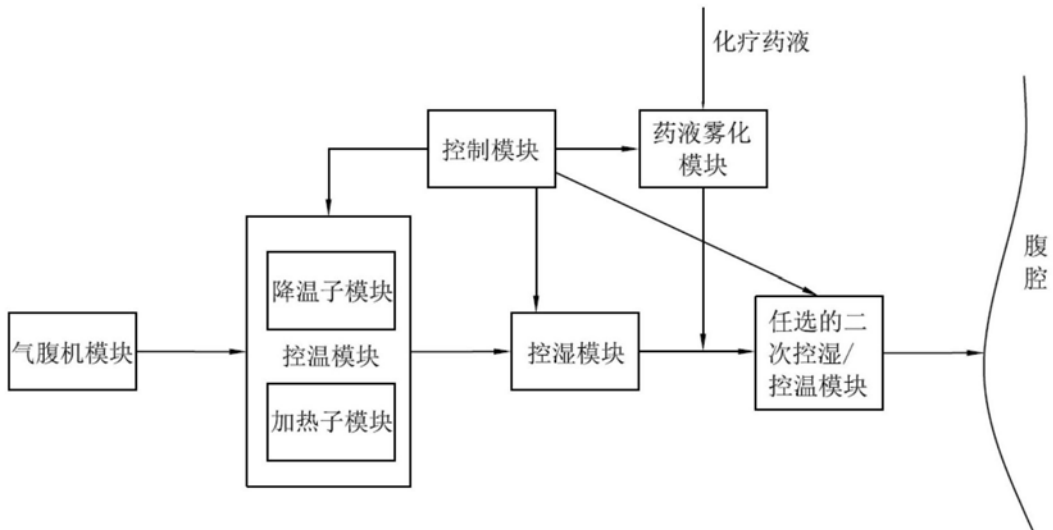 化疗药液
控制模块
药液雾化
模块
降温子模块
控温模块
加热子模块
气腹机模块
控湿模块
任选的二
次控湿/
控温模块
腹
腔